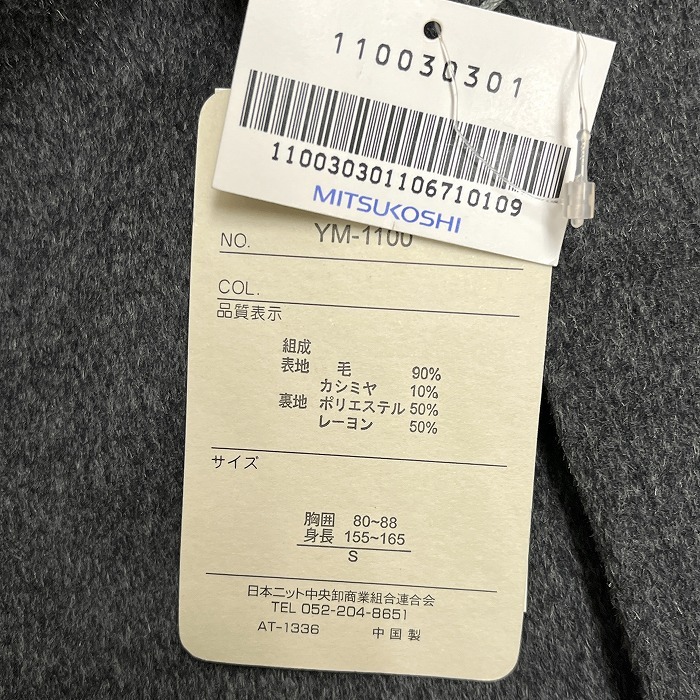 110030301
110030301106710109
MITSUKOSHI
NO. YM-1100
COL.
品質表示
組成
表地 毛 90%
カシミヤ 10%
裏地 ポリエステル 50%
レーヨン 50%
サイズ
胸囲 80~88
身長 155~165
S
日本ニット中央卸商業組合連合会
TEL 052-204-8651
AT-1336 中国製